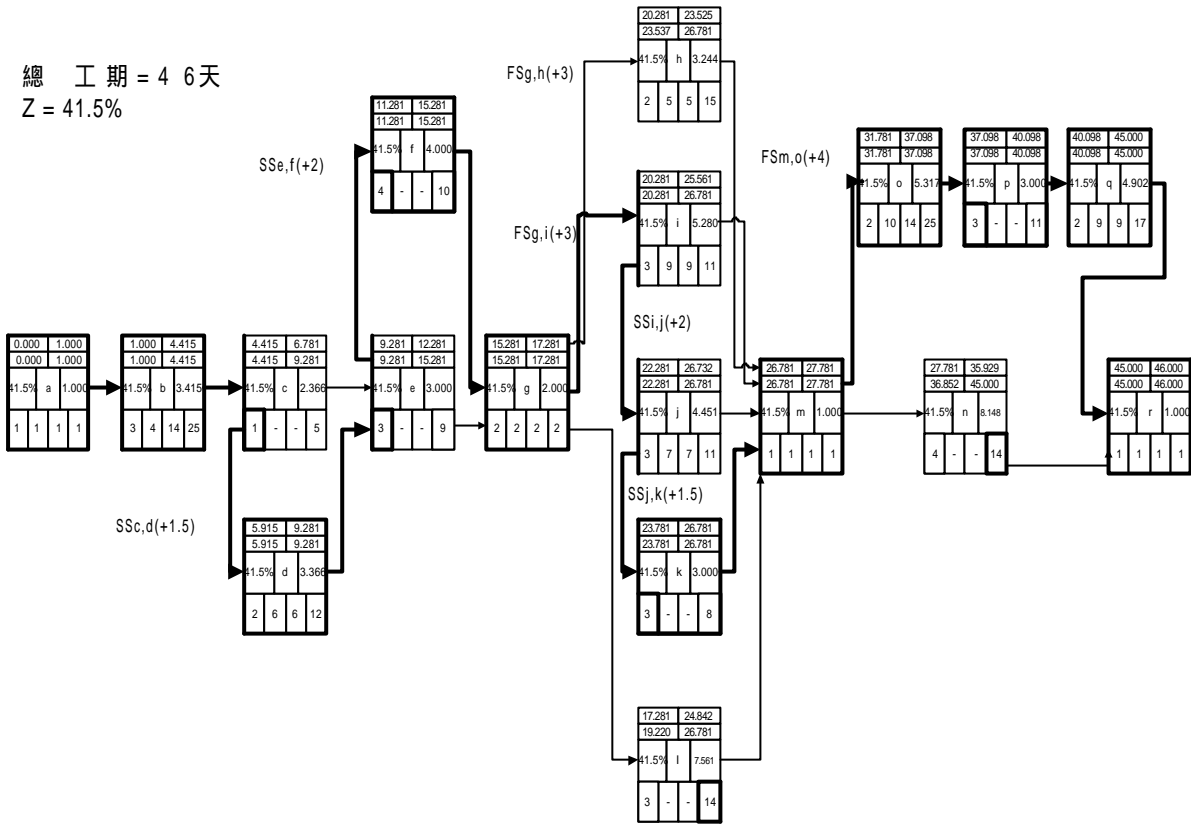 總 工 期 = 4 6天
Z = 41.5%
20.281 23.525
23.537 26.781
41.5% h 3.244
2 5 5 15
FSg,h(+3)
11.281 15.281
11.281 15.281
41.5% f 4.000
4 - - 10
SSe,f(+2)
31.781 37.098
31.781 37.098
41.5% o 5.317
2 10 14 25
37.098 40.098
37.098 40.098
41.5% p 3.000
3 - - 11
40.098 45.000
40.098 45.000
41.5% q 4.902
2 9 9 17
FSm,o(+4)
20.281 25.561
20.281 26.781
41.5% i 5.280
3 9 9 11
FSg,i(+3)
SSi,j(+2)
0.000 1.000
0.000 1.000
41.5% a 1.000
1 1 1 1
1.000 4.415
1.000 4.415
41.5% b 3.415
3 4 14 25
4.415 6.781
4.415 9.281
41.5% c 2.366
1 - - 5
9.281 12.281
9.281 15.281
41.5% e 3.000
3 - - 9
15.281 17.281
15.281 17.281
41.5% g 2.000
2 2 2 2
22.281 26.732
22.281 26.781
41.5% j 4.451
3 7 7 11
26.781 27.781
26.781 27.781
41.5% m 1.000
1 1 1 1
27.781 35.929
36.852 45.000
41.5% n 8.148
4 - - 14
45.000 46.000
45.000 46.000
41.5% r 1.000
1 1 1 1
SSj,k(+1.5)
SSc,d(+1.5)
5.915 9.281
5.915 9.281
41.5% d 3.366
2 6 6 12
23.781 26.781
23.781 26.781
41.5% k 3.000
3 - - 8
17.281 24.842
19.220 26.781
41.5% l 7.561
3 - - 14